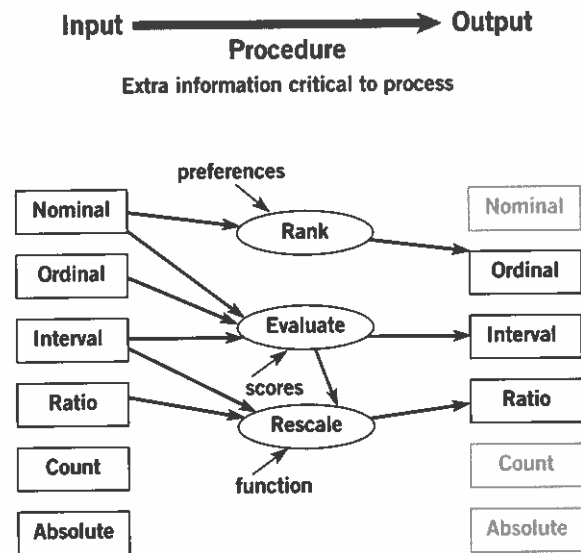 Input
Output
Procedure
Extra information critical to process
preferences
Nominal
Nominal
Rank
Ordinal
Ordinal
Interval
Evaluate
Interval
scores
Ratio
Ratio
Rescale
Count
Count
function
Absolute
Absolute